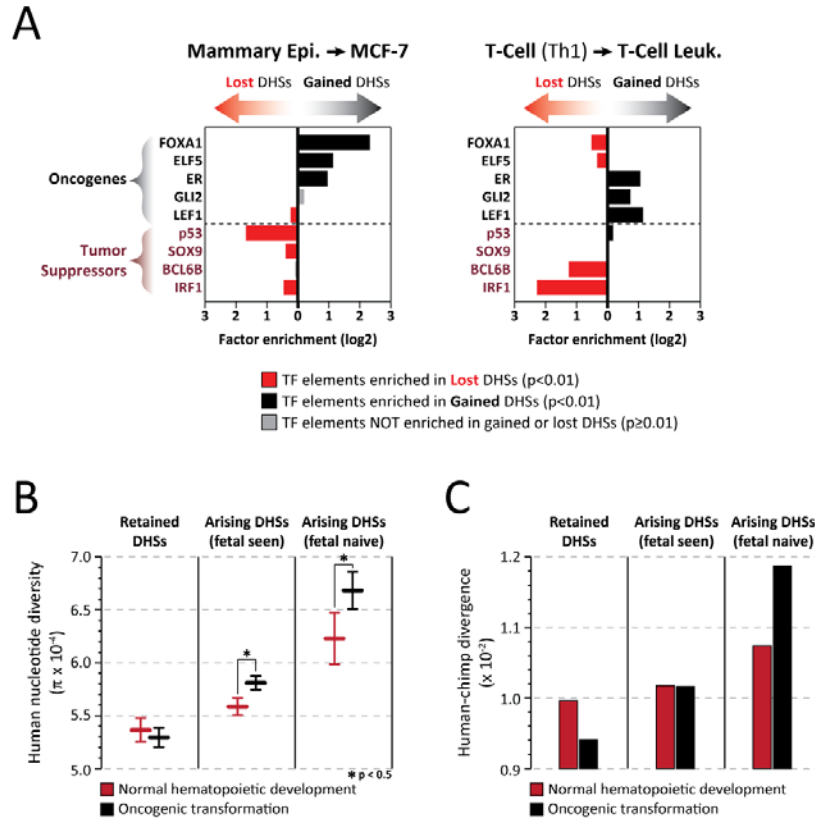 A
Mammary Epi. → MCF-7
T-Cell (Th1) → T-Cell Leuk.
Lost DHSs Gained DHSs
Lost DHSs Gained DHSs
Oncogenes
Tumor
Suppressors
FOXA1
ELF5
ER
GLI2
LEF1
p53
SOX9
BCL6B
IRF1
3 2 1 0 1 2 3
Factor enrichment (log2)
FOXA1
ELF5
ER
GLI2
LEF1
p53
SOX9
BCL6B
IRF1
3 2 1 0 1 2 3
Factor enrichment (log2)
TF elements enriched in Lost DHSs (p<0.01)
TF elements enriched in Gained DHSs (p<0.01)
TF elements NOT enriched in gained or lost DHSs (p≥0.01)
B
Retained
DHSs
Arising DHSs
(fetal seen)
Arising DHSs
(fetal naive)
Human nucleotide diversity
(π x 10⁻⁴)
7.0
6.5
6.0
5.5
5.0
*
*
* p < 0.5
Normal hematopoietic development
Oncogenic transformation
C
Retained
DHSs
Arising DHSs
(fetal seen)
Arising DHSs
(fetal naive)
Human-chimp divergence
(x 10⁻²)
1.2
1.1
1.0
0.9
Normal hematopoietic development
Oncogenic transformation